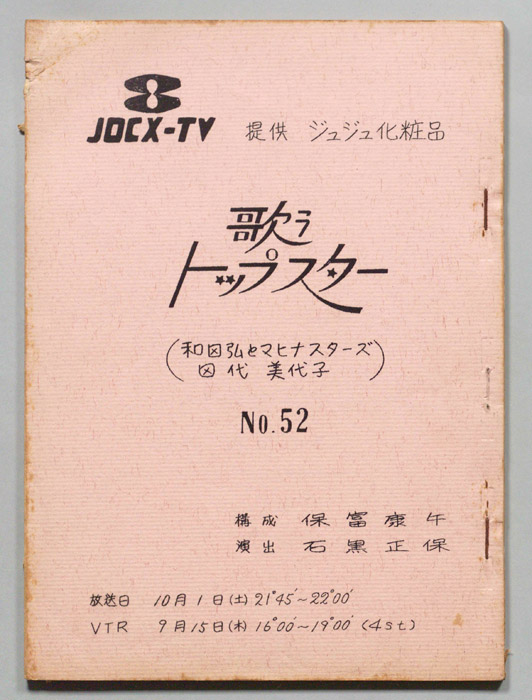 JOCX-TV 提供 ジュジュ化粧品
歌う
トップスター
(和田弘とマヒナスターズ
田代 美代子)
No.52
構成 保富康午
演出 石黒正保
放送日 10月1日(土)21°45′～22°00′
VTR 9月15日(木)16°00′～19°00′(4st)